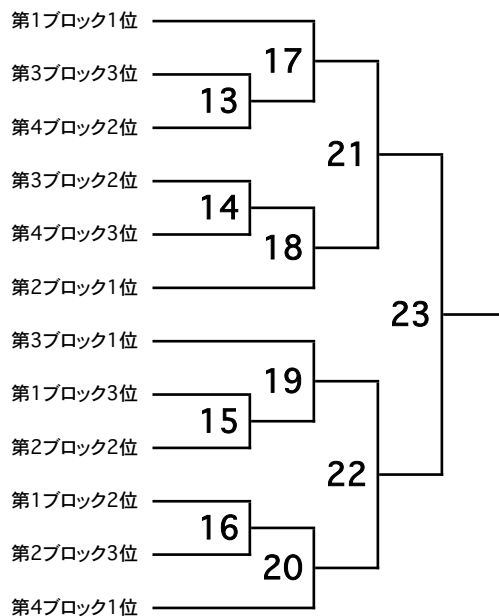 第1ブロック1位
17
第3ブロック3位
13
第4ブロック2位
21
第3ブロック2位
14
第4ブロック3位
18
第2ブロック1位
23
第3ブロック1位
19
第1ブロック3位
15
第2ブロック2位
22
第1ブロック2位
16
第2ブロック3位
20
第4ブロック1位